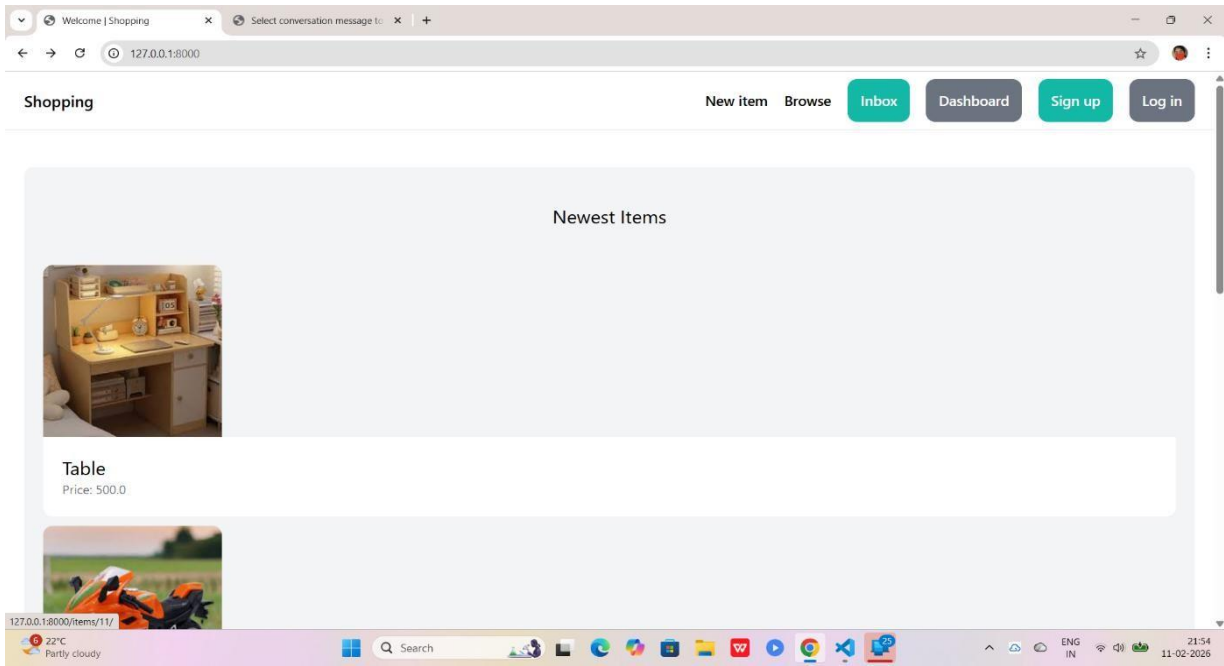 Welcome | Shopping
Select conversation message to
127.0.0.1:8000
Shopping
New item Browse Inbox Dashboard Sign up Log in
Newest Items
Table
Price: 500.0
127.0.0.1:8000/items/11/
6
22°C
Partly cloudy
Search
25
ENG
IN
21:54
11-02-2026